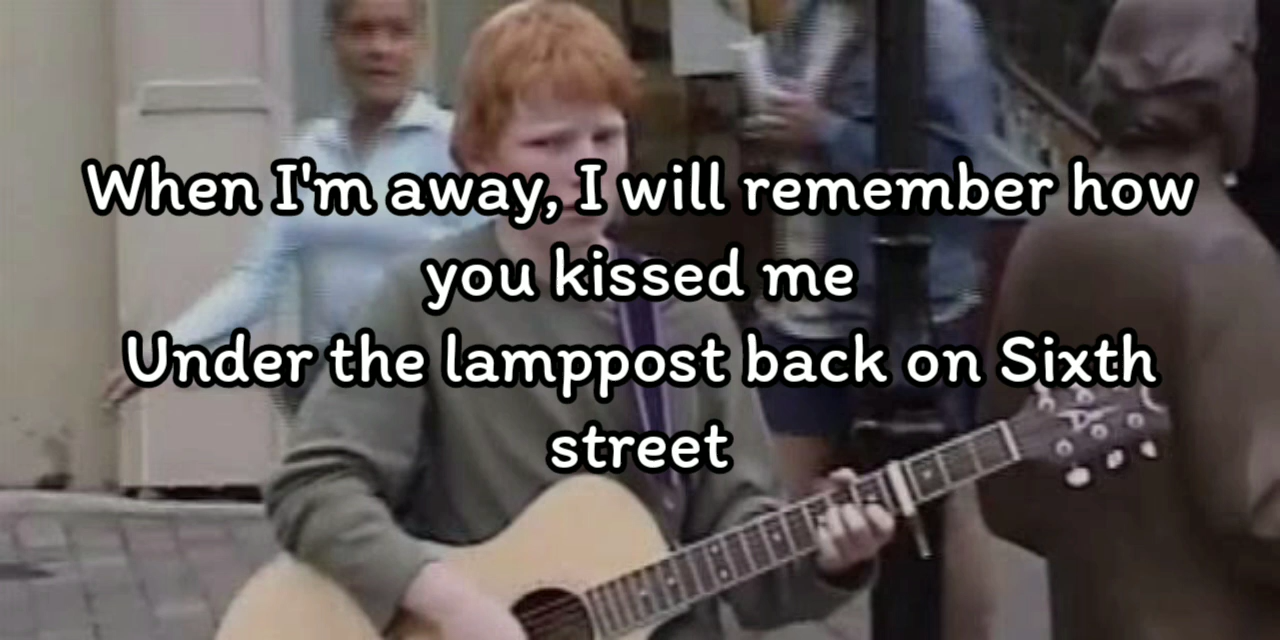 When I'm away, I will remember how
you kissed me
Under the lamppost back on Sixth
street